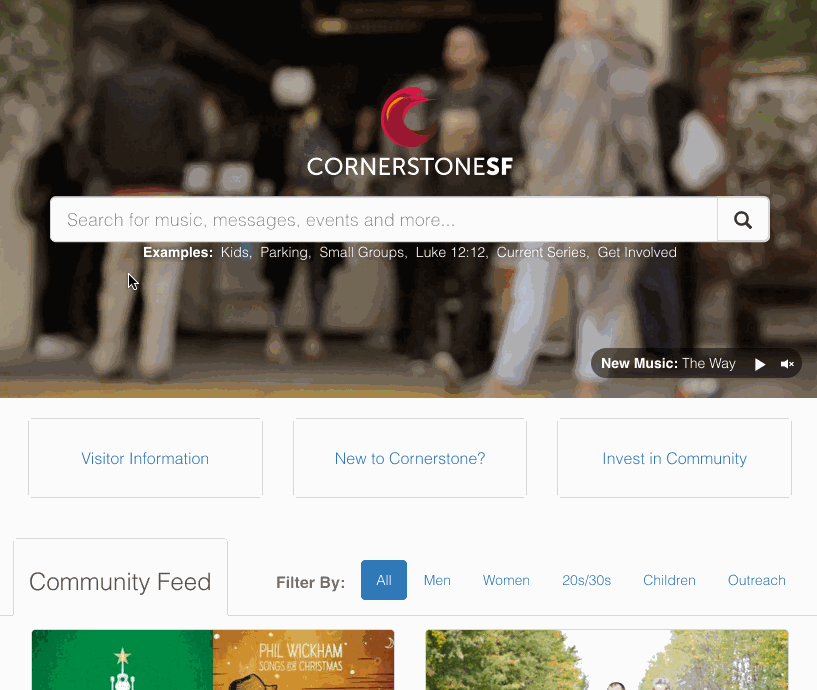 CORNERSTONESF
Search for music, messages, events and more...
Examples: Kids, Parking, Small Groups, Luke 12:12, Current Series, Get Involved
New Music: The Way
Visitor Information
New to Cornerstone?
Invest in Community
Community Feed
Filter By: All Men Women 20s/30s Children Outreach
PHIL WICKHAM
SONGS FOR CHRISTMAS